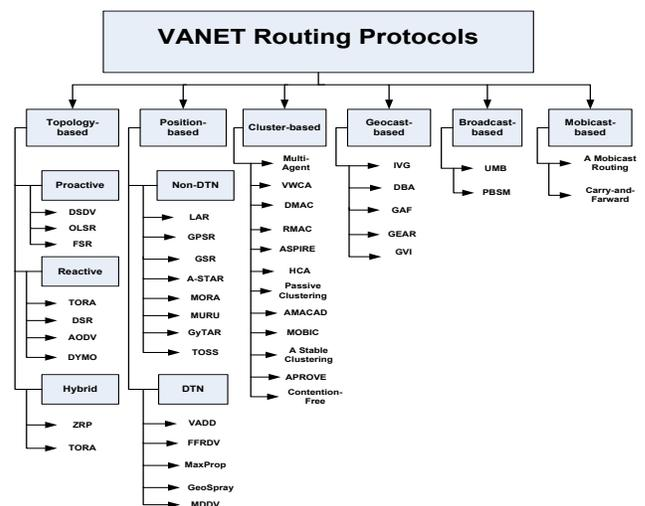 VANET Routing Protocols
Topology-
based
Proactive
DSDV
OLSR
FSR
Reactive
TORA
DSR
AODV
DYMO
Hybrid
ZRP
TORA
Position-
based
Non-DTN
LAR
GPSR
GSR
A-STAR
MORA
MURU
GyTAR
TOSS
DTN
VADD
FFRDV
MaxProp
GeoSpray
MDDV
Cluster-based
Multi-
Agent
VWCA
DMAC
RMAC
ASPIRE
HCA
Passive
Clustering
AMACAD
MOBIC
A Stable
Clustering
APROVE
Contention-
Free
Geocast-
based
IVG
DBA
GAF
GEAR
GVI
Broadcast-
based
UMB
PBSM
Mobicast-
based
A Mobicast
Routing
Carry-and-
Farward